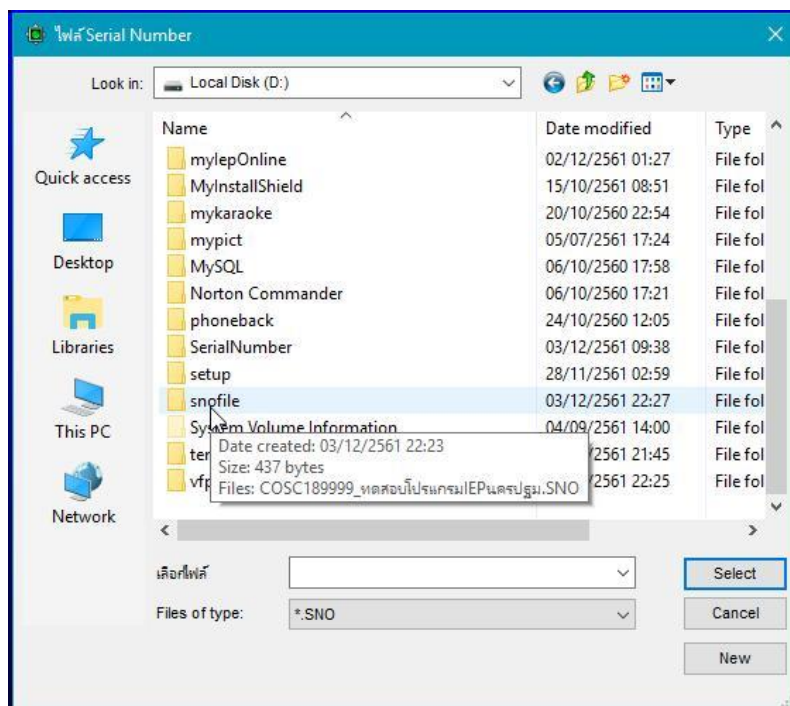 ไฟล์ Serial Number
Look in: Local Disk (D:)
Name Date modified Type
Quick access
Desktop
Libraries
This PC
Network
mylepOnline 02/12/2561 01:27 File fol
MyInstallShield 15/10/2561 08:51 File fol
mykaraoke 20/10/2560 22:54 File fol
mypict 05/07/2561 17:24 File fol
MySQL 06/10/2560 17:58 File fol
Norton Commander 06/10/2560 17:21 File fol
phoneback 24/10/2560 12:05 File fol
SerialNumber 03/12/2561 09:38 File fol
setup 28/11/2561 02:59 File fol
snofile 03/12/2561 22:27 File fol
System Volume Information 04/09/2561 14:00 File fol
ter /2561 21:45 File fol
vfp /2561 22:25 File fol
Date created: 03/12/2561 22:23
Size: 437 bytes
Files: COSC189999_ทดสอบโปรแกรมIEPนครปฐม.SNO
เลือกไฟล์
Select
Files of type: *.SNO
Cancel
New